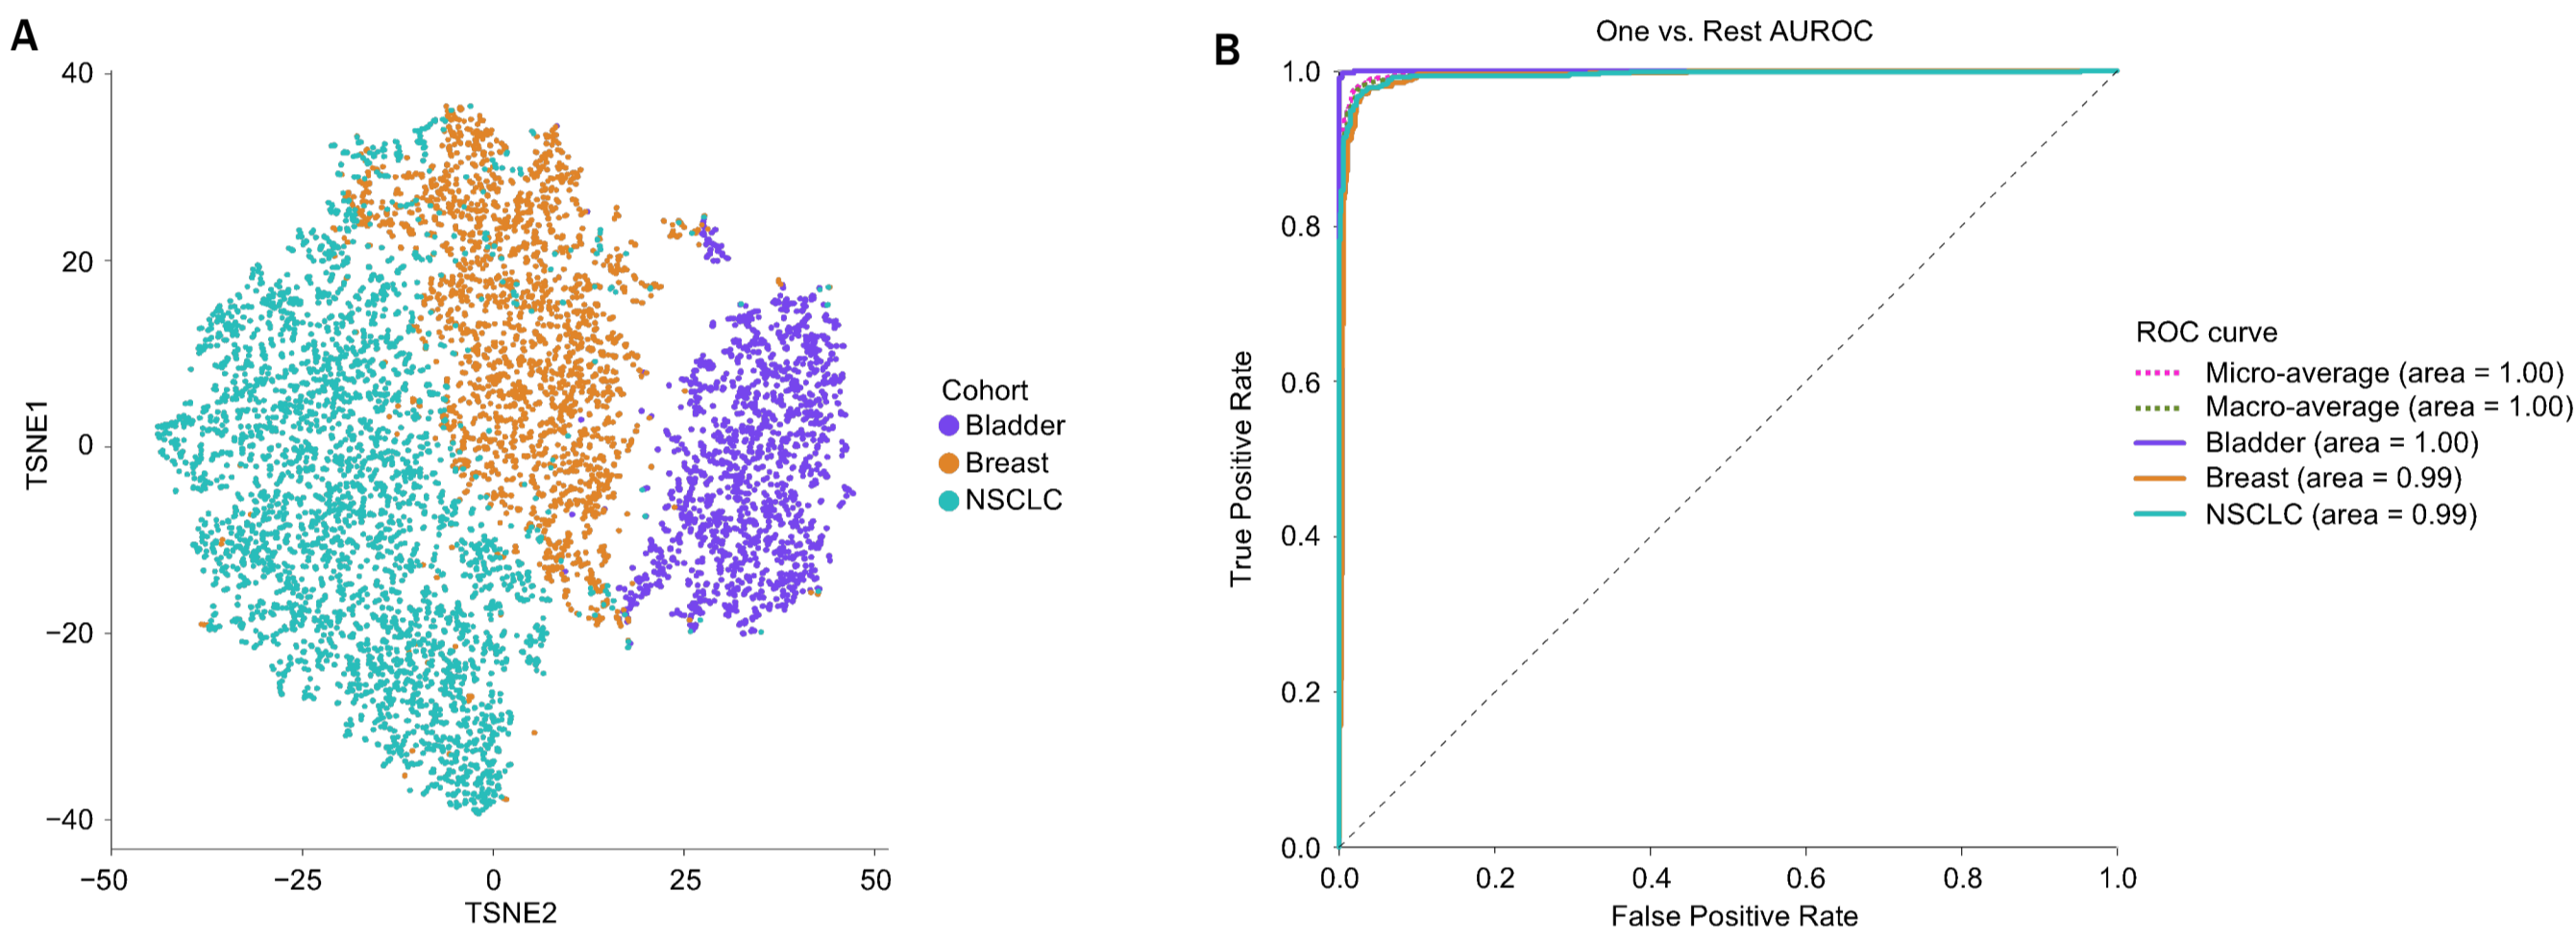 A
40
20
0
−20
−40
TSNE1
−50
−25
0
25
50
TSNE2
Cohort
Bladder
Breast
NSCLC
B
One vs. Rest AUROC
1.0
0.8
0.6
0.4
0.2
0.0
True Positive Rate
0.0
0.2
0.4
0.6
0.8
1.0
False Positive Rate
ROC curve
Micro-average (area = 1.00)
Macro-average (area = 1.00)
Bladder (area = 1.00)
Breast (area = 0.99)
NSCLC (area = 0.99)